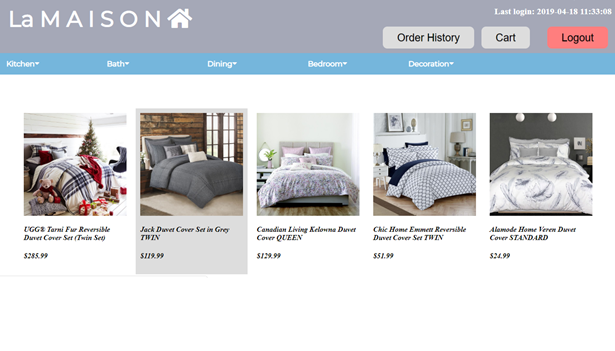 La MAISON
Last login: 2019-04-18 11:33:08
Order History
Cart
Logout
Kitchen
Bath
Dining
Bedroom
Decoration
UGG® Tarni Fur Reversible
Duvet Cover Set (Twin Set)
$285.99
Jack Duvet Cover Set in Grey
TWIN
$119.99
Canadian Living Kelowna Duvet
Cover QUEEN
$129.99
Chic Home Emmett Reversible
Duvet Cover Set TWIN
$51.99
Alamode Home Veren Duvet
Cover STANDARD
$24.99